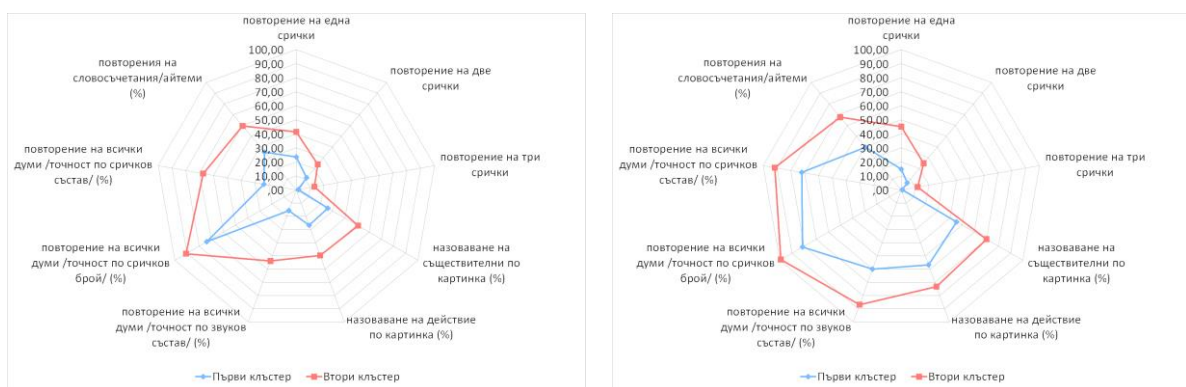 повторение на една
срички
повторения на
словосъчетания/айтеми
(%)
повторение на две
срички
повторение на всички
думи /точност по сричков
състав/ (%)
повторение на три
срички
повторение на всички
думи /точност по сричков
брой/ (%)
назоваване на
съществителни по
картинка (%)
повторение на всички
думи /точност по звуков
състав/ (%)
назоваване на действие
по картинка (%)
100,00
90,00
80,00
70,00
60,00
50,00
40,00
30,00
20,00
10,00
,00
Първи клъстер
Втори клъстер
повторение на една
срички
повторения на
словосъчетания/айтеми
(%)
повторение на две
срички
повторение на всички
думи /точност по сричков
състав/ (%)
повторение на три
срички
повторение на всички
думи /точност по сричков
брой/ (%)
назоваване на
съществителни по
картинка (%)
повторение на всички
думи /точност по звуков
състав/ (%)
назоваване на действие
по картинка (%)
100,00
90,00
80,00
70,00
60,00
50,00
40,00
30,00
20,00
10,00
,00
Първи клъстер
Втори клъстер